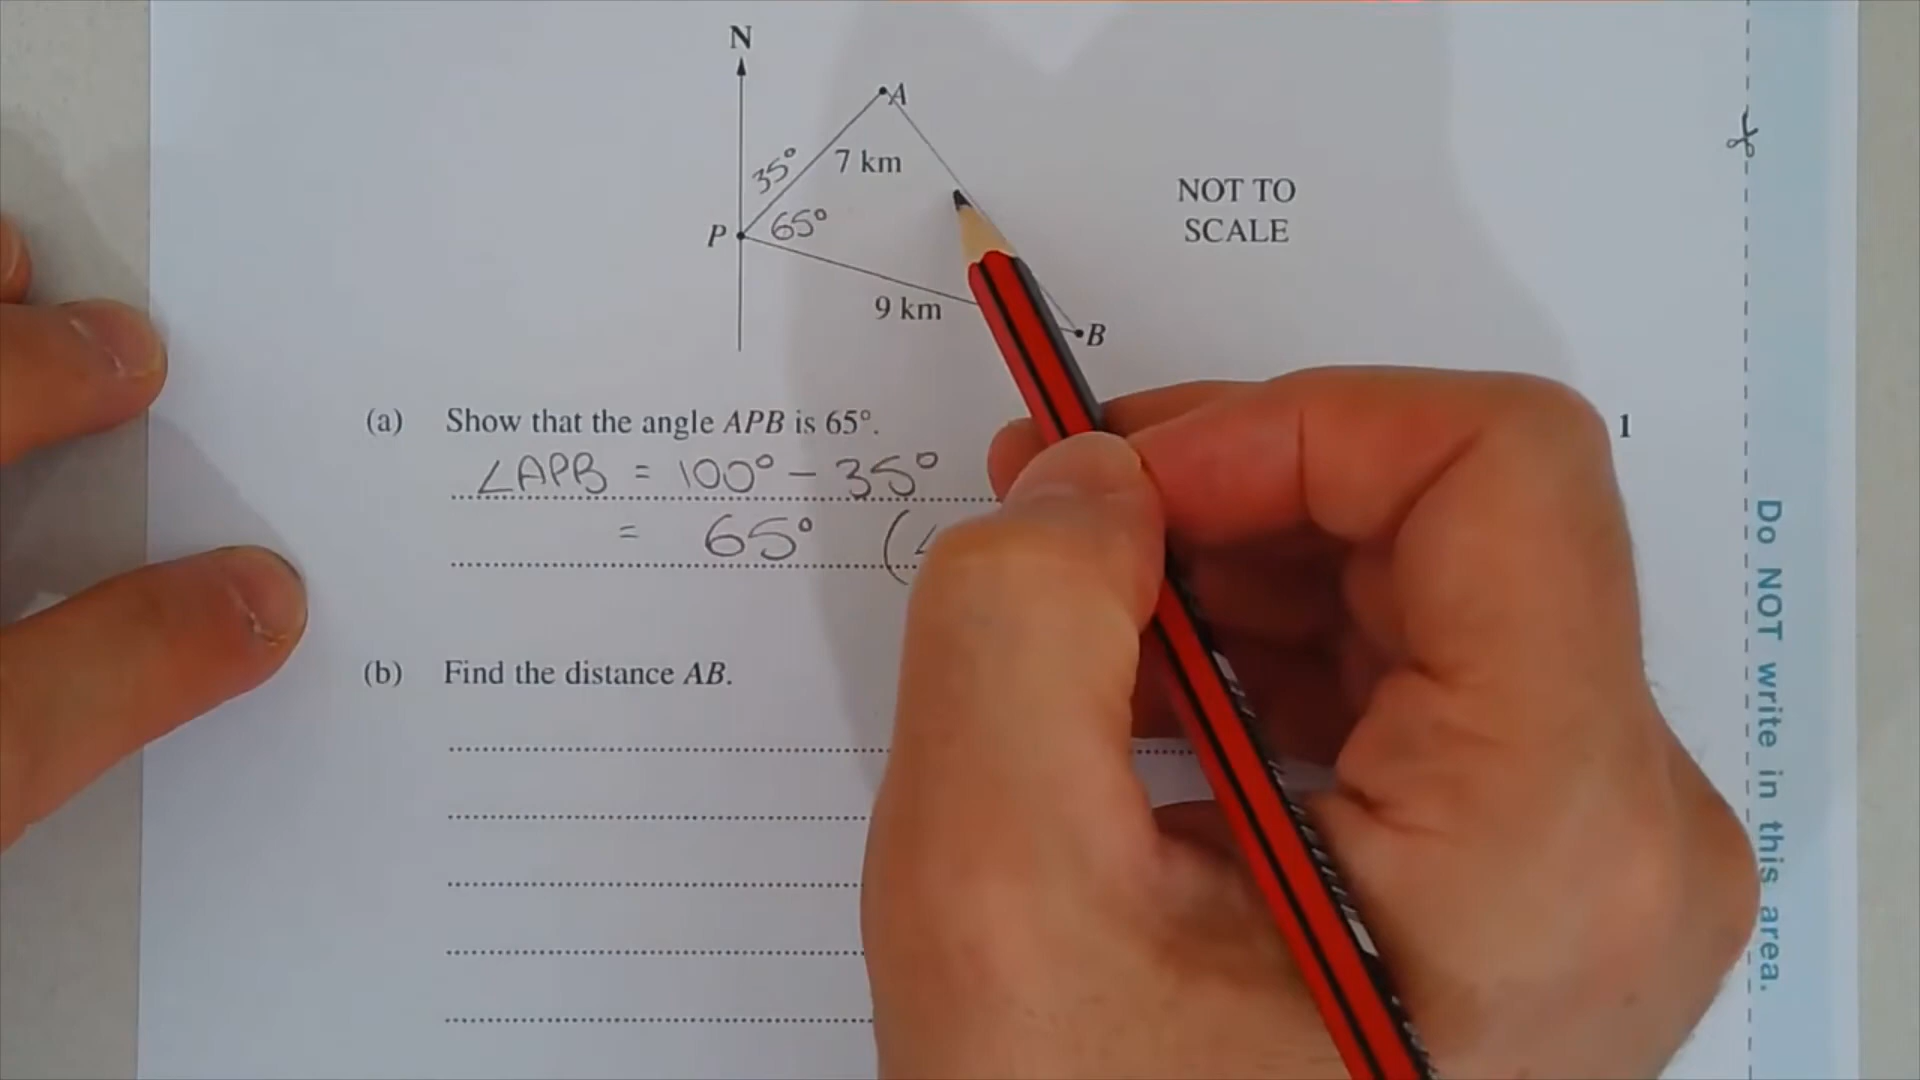 N
A
35°
7 km
NOT TO
SCALE
65°
P
9 km
B
(a) Show that the angle APB is 65°. 1
∠APB = 100° − 35°
= 65° (
(b) Find the distance AB.
Do NOT write in this area.